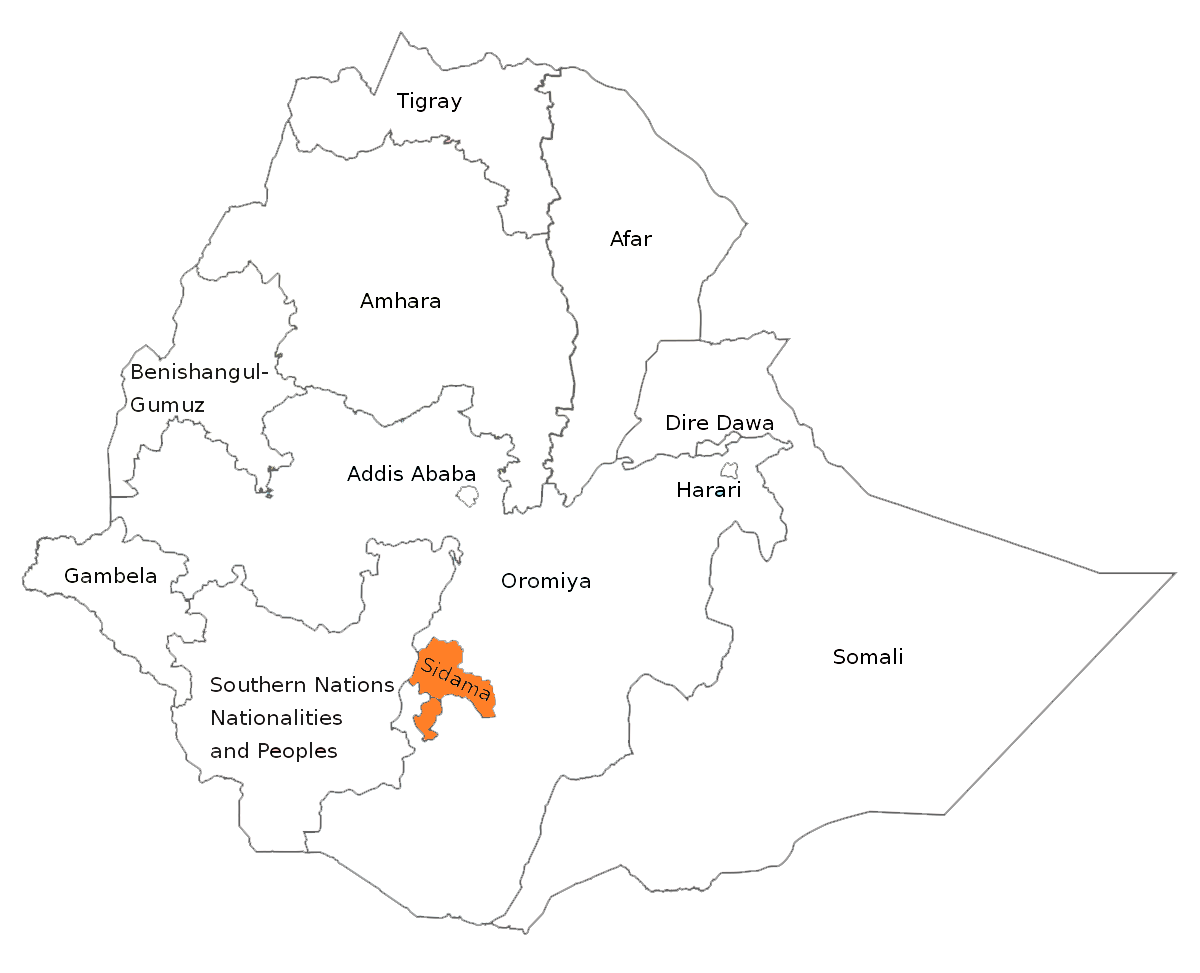 Tigray
Afar
Amhara
Benishangul-
Gumuz
Dire Dawa
Addis Ababa
Harari
Gambela
Oromiya
Somali
Sidama
Southern Nations
Nationalities
and Peoples